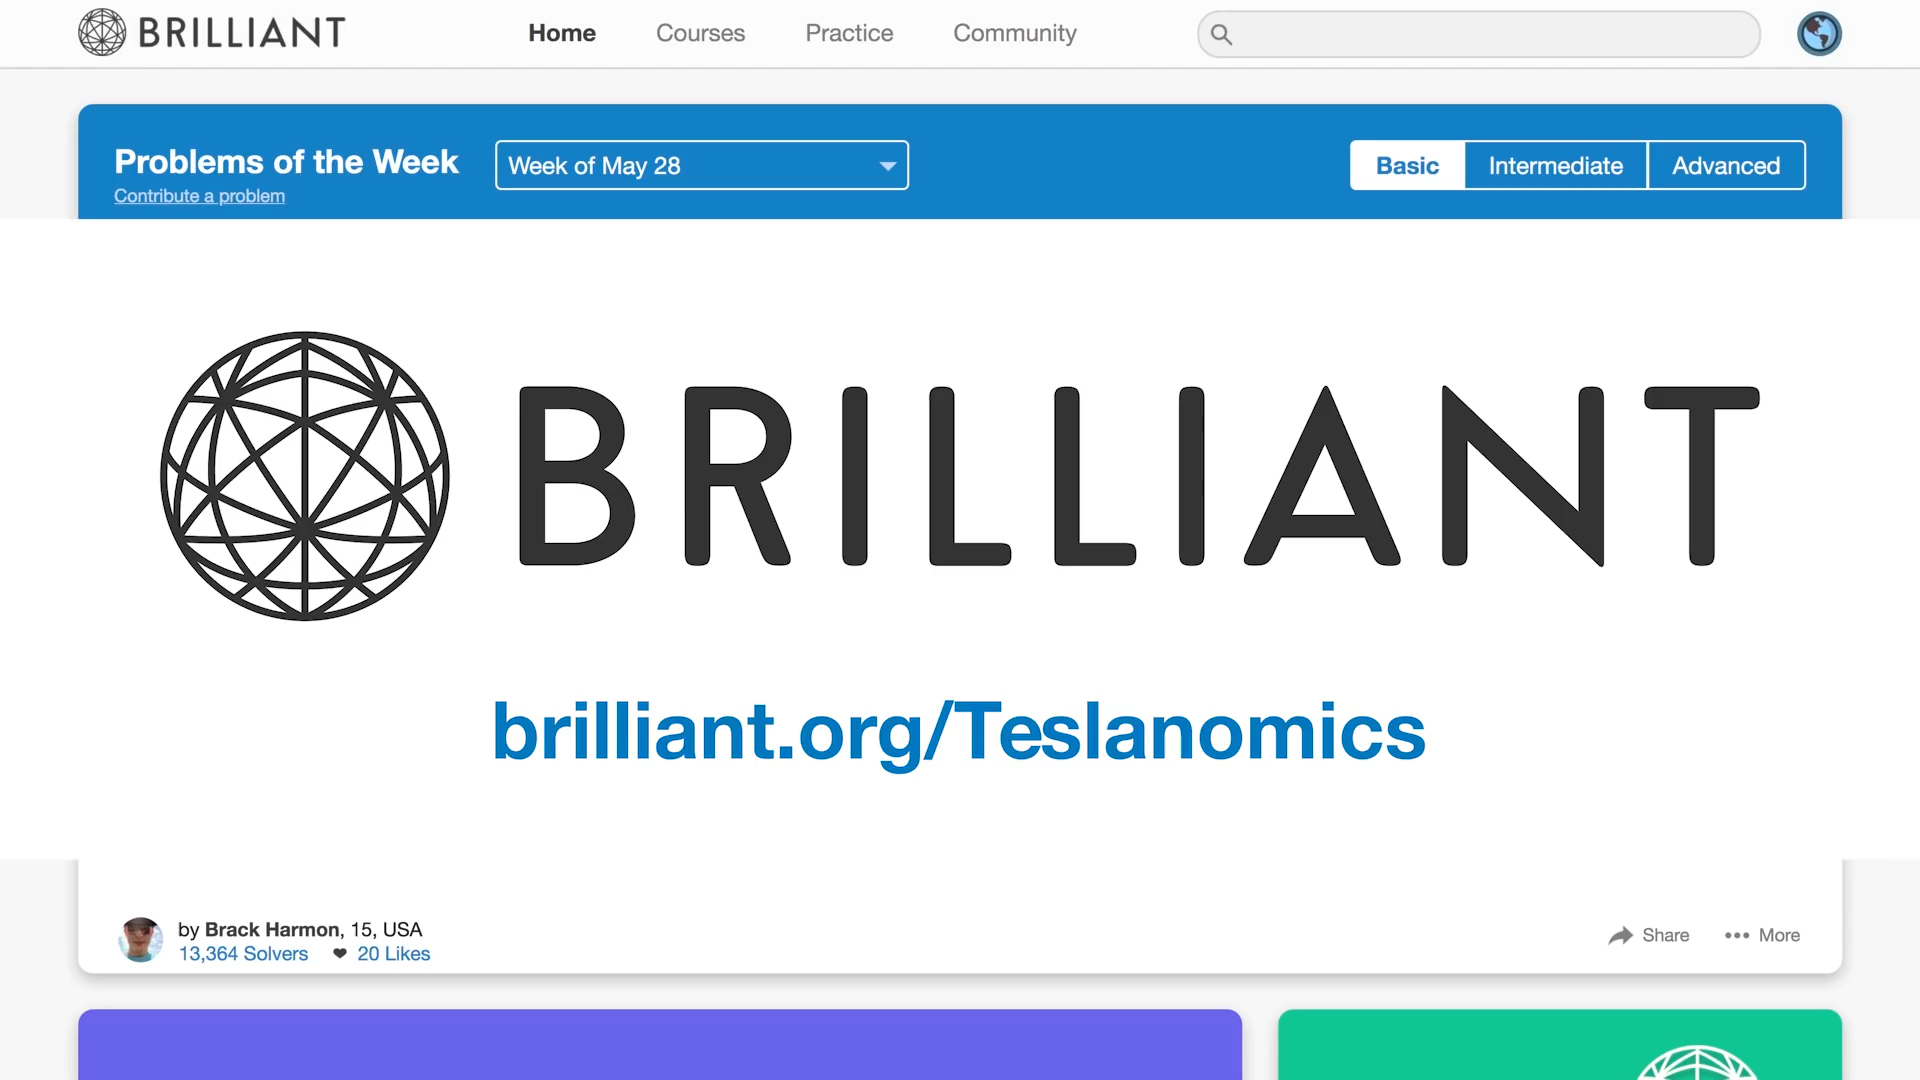 BRILLIANT
Home Courses Practice Community
Problems of the Week
Week of May 28
Basic Intermediate Advanced
Contribute a problem
BRILLIANT
brilliant.org/Teslanomics
by Brack Harmon, 15, USA
13,364 Solvers 20 Likes
Share More